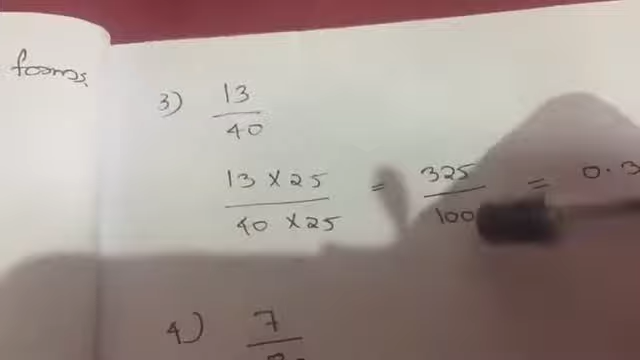 forms
3) 13/40
13 x 25 / 40 x 25 = 325 / 100 = 0.3
4) 7